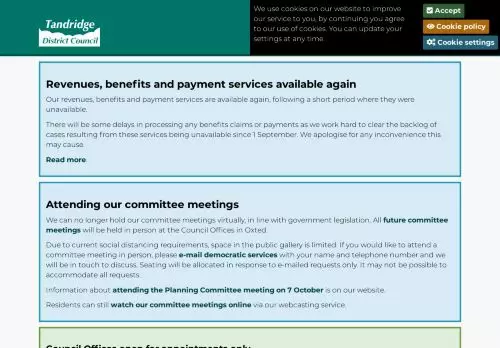 Tandridge
District Council
We use cookies on our website to improve
our service to you, by continuing you agree
to our use of cookies. You can update your
settings at any time.
Accept
Cookie policy
Cookie settings
Revenues, benefits and payment services available again
Our revenues, benefits and payment services are available again, following a short period where they were
unavailable.
There will be some delays in processing any benefits claims or payments as we work hard to clear the backlog of
cases resulting from these services being unavailable since 1 September. We apologise for any inconvenience this
may cause.
Read more
Attending our committee meetings
We can no longer hold our committee meetings virtually, in line with government legislation. All future committee
meetings will be held in person at the Council Offices in Oxted.
Due to current social distancing requirements, space in the public gallery is limited. If you would like to attend a
committee meeting in person, please e-mail democratic services with your name and telephone number and we
will be in touch to discuss. Seating will be allocated in response to e-mailed requests only. It may not be possible to
accommodate all requests.
Information about attending the Planning Committee meeting on 7 October is on our website.
Residents can still watch our committee meetings online via our webcasting service.
Council Offices open for appointments only